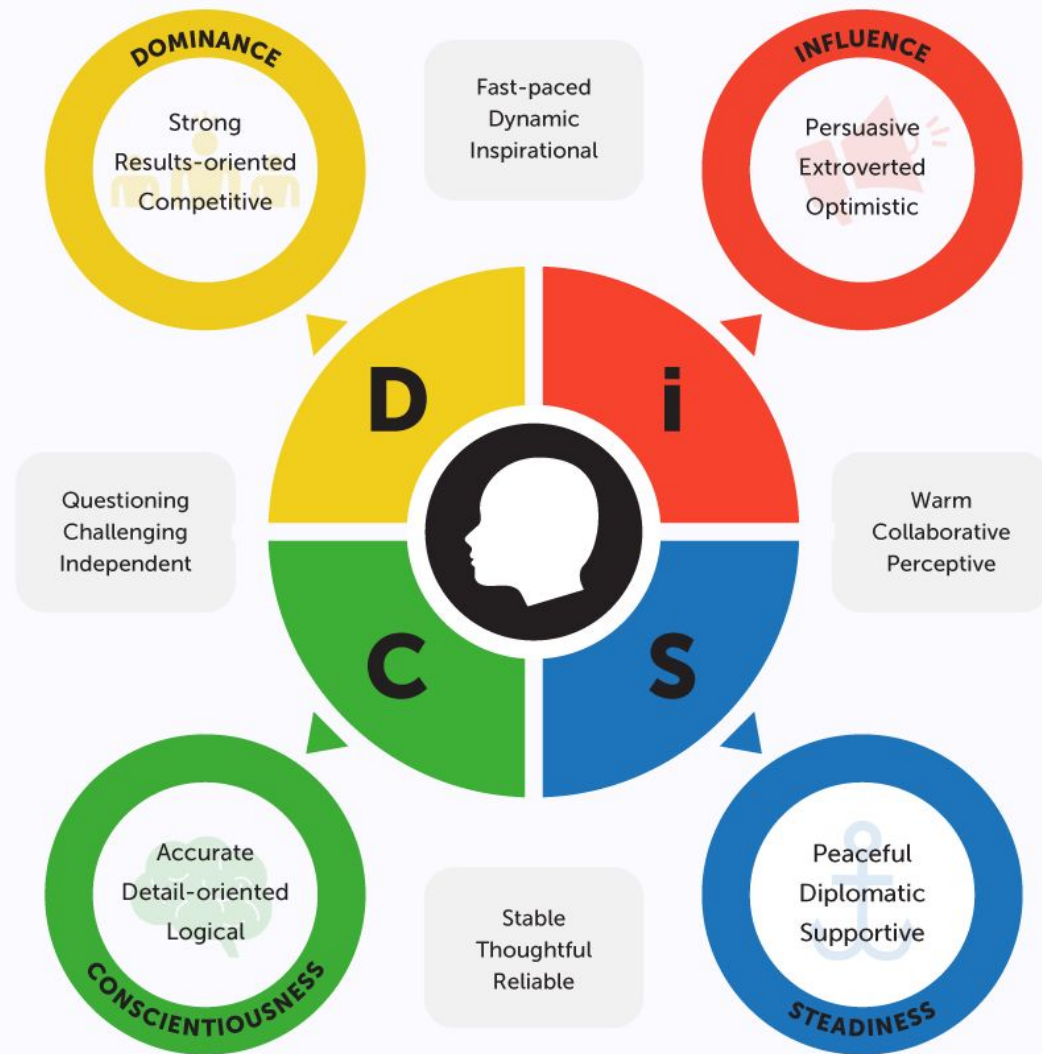 DOMINANCE
Strong
Results-oriented
Competitive
Fast-paced
Dynamic
Inspirational
INFLUENCE
Persuasive
Extroverted
Optimistic
D
i
Questioning
Challenging
Independent
Warm
Collaborative
Perceptive
C
S
Accurate
Detail-oriented
Logical
CONSCIENTIOUSNESS
Stable
Thoughtful
Reliable
Peaceful
Diplomatic
Supportive
STEADINESS